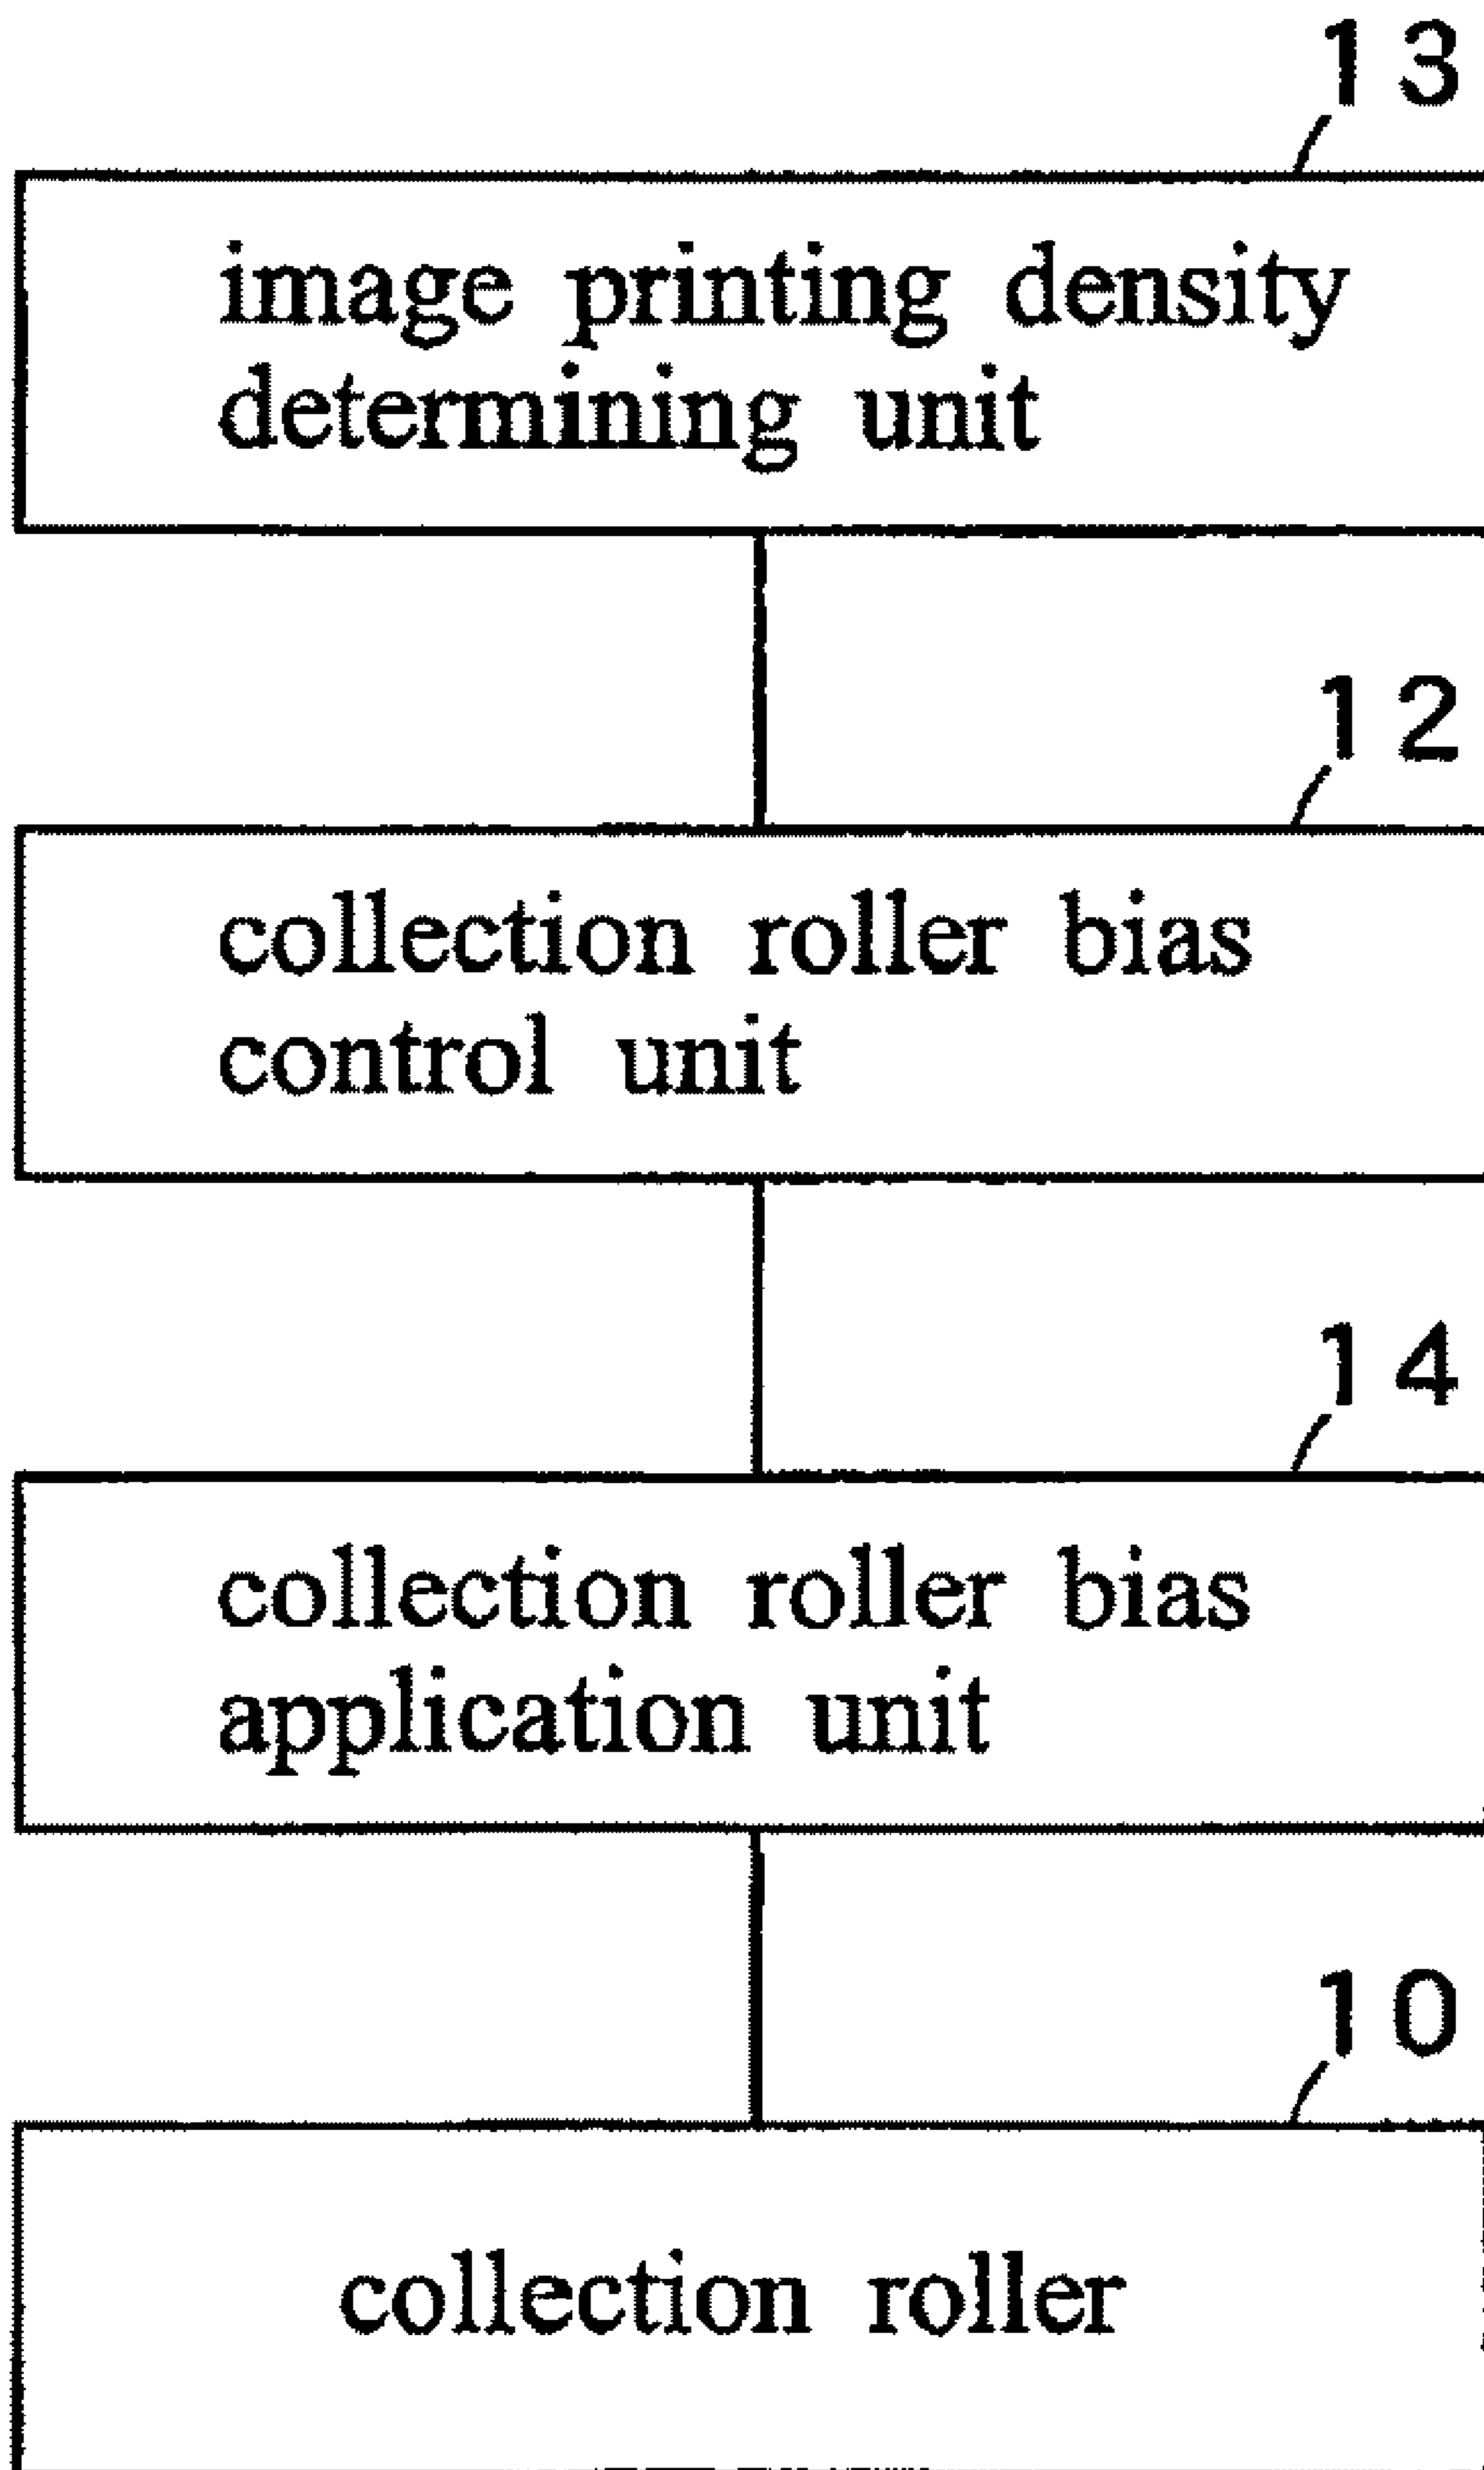 13
image printing density
determining unit
12
collection roller bias
control unit
14
collection roller bias
application unit
10
collection roller